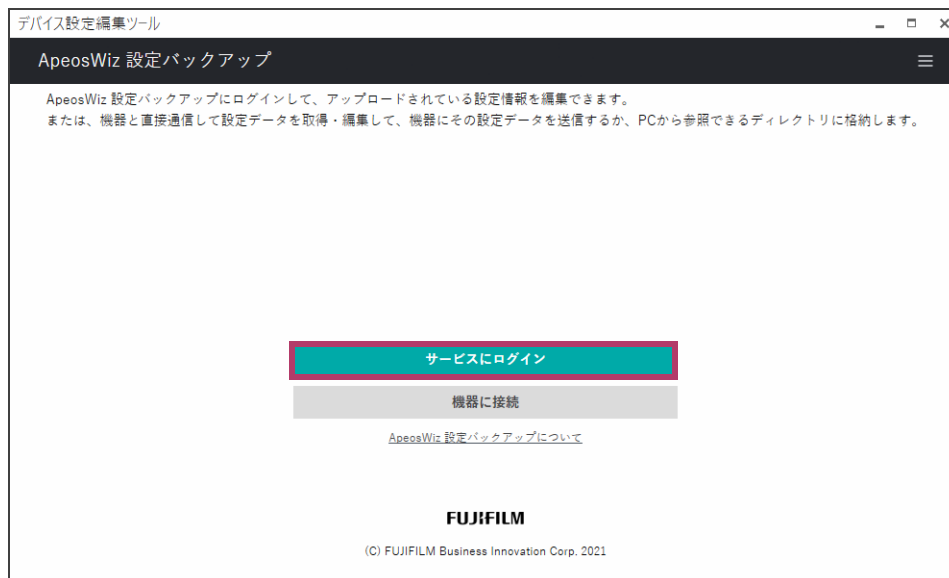 デバイス設定編集ツール
ApeosWiz 設定バックアップ
ApeosWiz 設定バックアップにログインして、アップロードされている設定情報を編集できます。
または、機器と直接通信して設定データを取得・編集して、機器にその設定データを送信するか、PCから参照できるディレクトリに格納します。
サービスにログイン
機器に接続
ApeosWiz 設定バックアップについて
FUJIFILM
(C) FUJIFILM Business Innovation Corp. 2021